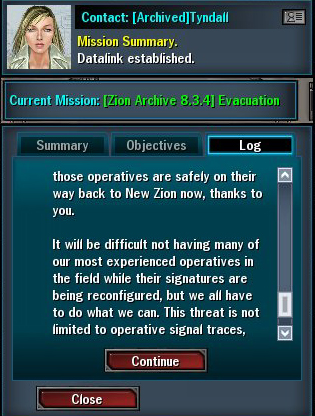 Contact: [Archived]Tyndall
Mission Summary.
Datalink established.
Current Mission: [Zion Archive 8.3.4] Evacuation
Summary
Objectives
Log
those operatives are safely on their
way back to New Zion now, thanks to
you.
It will be difficult not having many of
our most experienced operatives in
the field while their signatures are
being reconfigured, but we all have
to do what we can. This threat is not
limited to operative signal traces,
Continue
Close